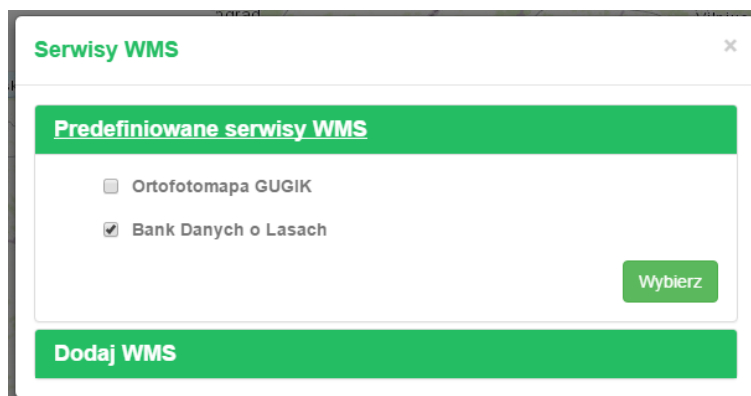 Serwisy WMS ×
Predefiniowane serwisy WMS
Ortofotomapa GUGIK
Bank Danych o Lasach
Wybierz
Dodaj WMS